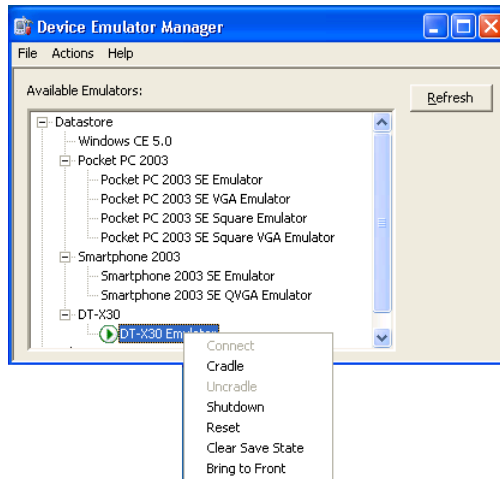 Device Emulator Manager
File Actions Help
Available Emulators:
Refresh
Datastore
Windows CE 5.0
Pocket PC 2003
Pocket PC 2003 SE Emulator
Pocket PC 2003 SE VGA Emulator
Pocket PC 2003 SE Square Emulator
Pocket PC 2003 SE Square VGA Emulator
Smartphone 2003
Smartphone 2003 SE Emulator
Smartphone 2003 SE QVGA Emulator
DT-X30
DT-X30 Emulator
Connect
Cradle
Uncradle
Shutdown
Reset
Clear Save State
Bring to Front